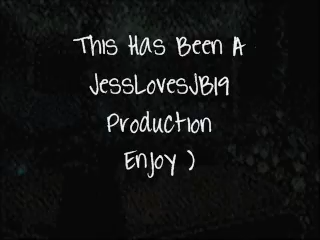 This Has Been A
JessLovesJB19
Production
Enjoy )